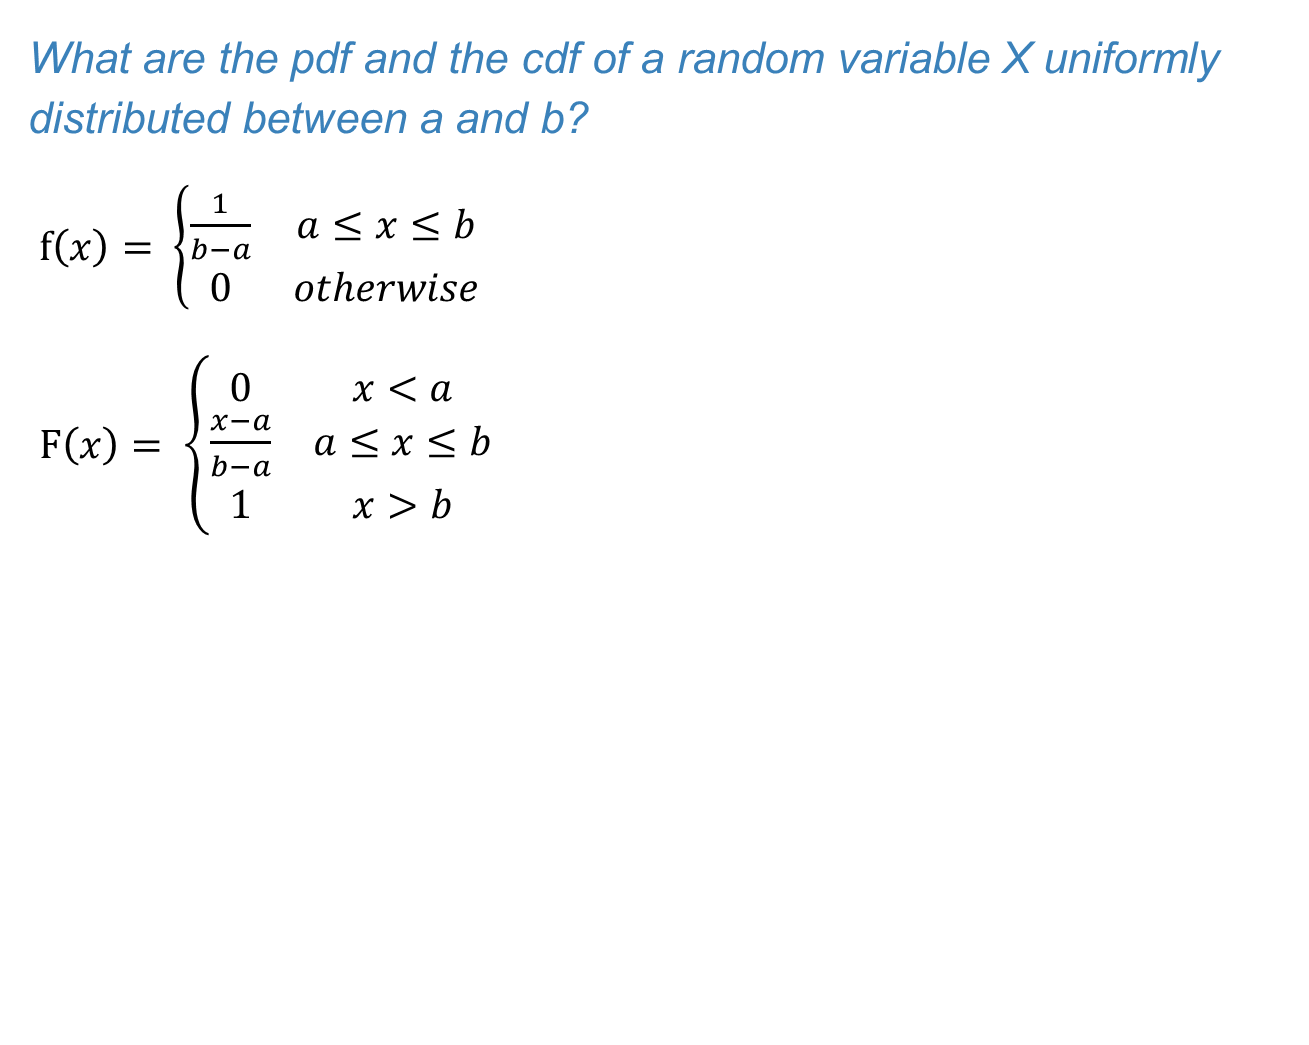 What are the pdf and the cdf of a random variable X uniformly
distributed between a and b?
f(x) = { 1/(b−a)   a ≤ x ≤ b
0   otherwise
F(x) = { 0   x < a
(x−a)/(b−a)   a ≤ x ≤ b
1   x > b